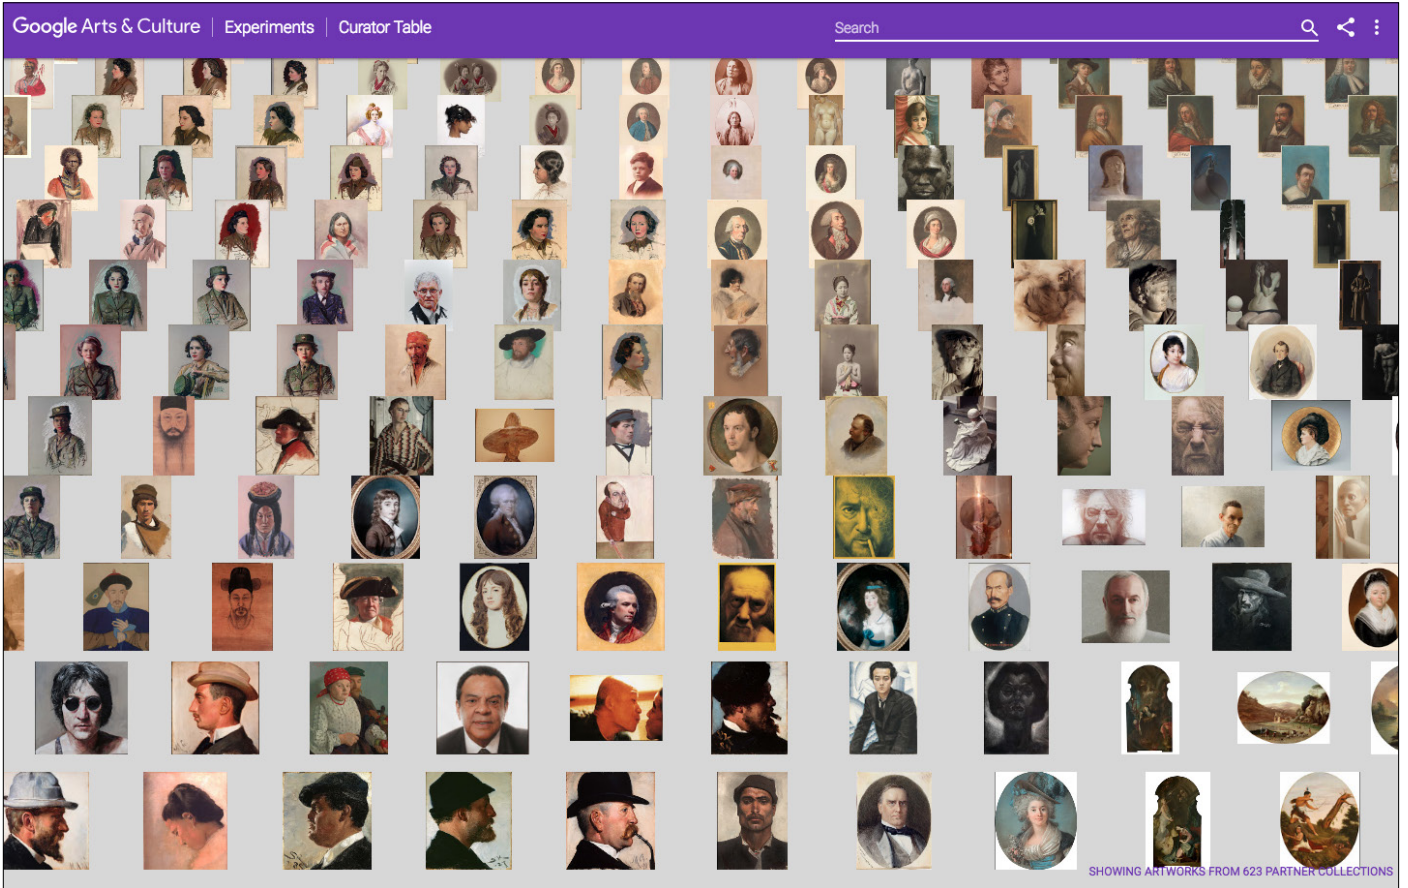 Google Arts & Culture | Experiments | Curator Table
Search
SHOWING ARTWORKS FROM 623 PARTNER COLLECTIONS